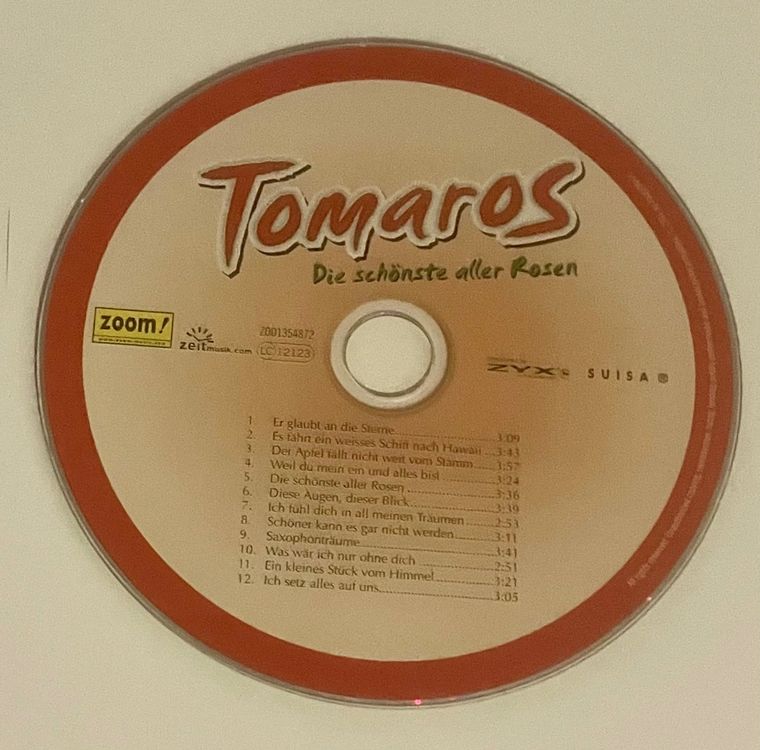 Tomaros
Die schönste aller Rosen
zoom!
zeitmusik.com
Z001354872
LC 12123
ZYX
SUISA
1. Er glaubt an die Sterne 3:09
2. Es fährt ein weisses Schiff nach Hawaii 3:43
3. Der Apfel fällt nicht weit vom Stamm 3:57
4. Weil du mein ein und alles bist 3:24
5. Die schönste aller Rosen 3:36
6. Diese Augen, dieser Blick 3:39
7. Ich fühl dich in all meinen Träumen 2:53
8. Schöner kann es gar nicht werden 3:11
9. Saxophonträume 3:41
10. Was wär ich nur ohne dich 2:51
11. Ein kleines Stück vom Himmel 3:21
12. Ich setz alles auf uns 3:05
All rights reserved.